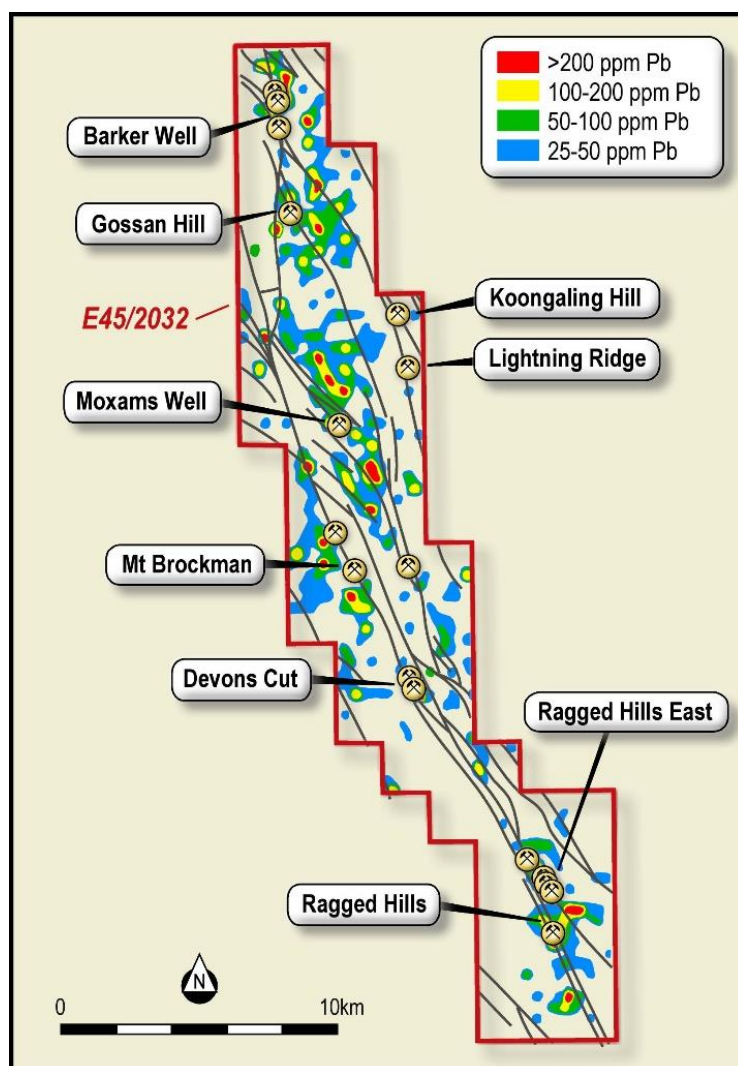 >200 ppm Pb
100-200 ppm Pb
50-100 ppm Pb
25-50 ppm Pb
Barker Well
Gossan Hill
Koongaling Hill
E45/2032
Lightning Ridge
Moxams Well
Mt Brockman
Devons Cut
Ragged Hills East
Ragged Hills
N
0 10km